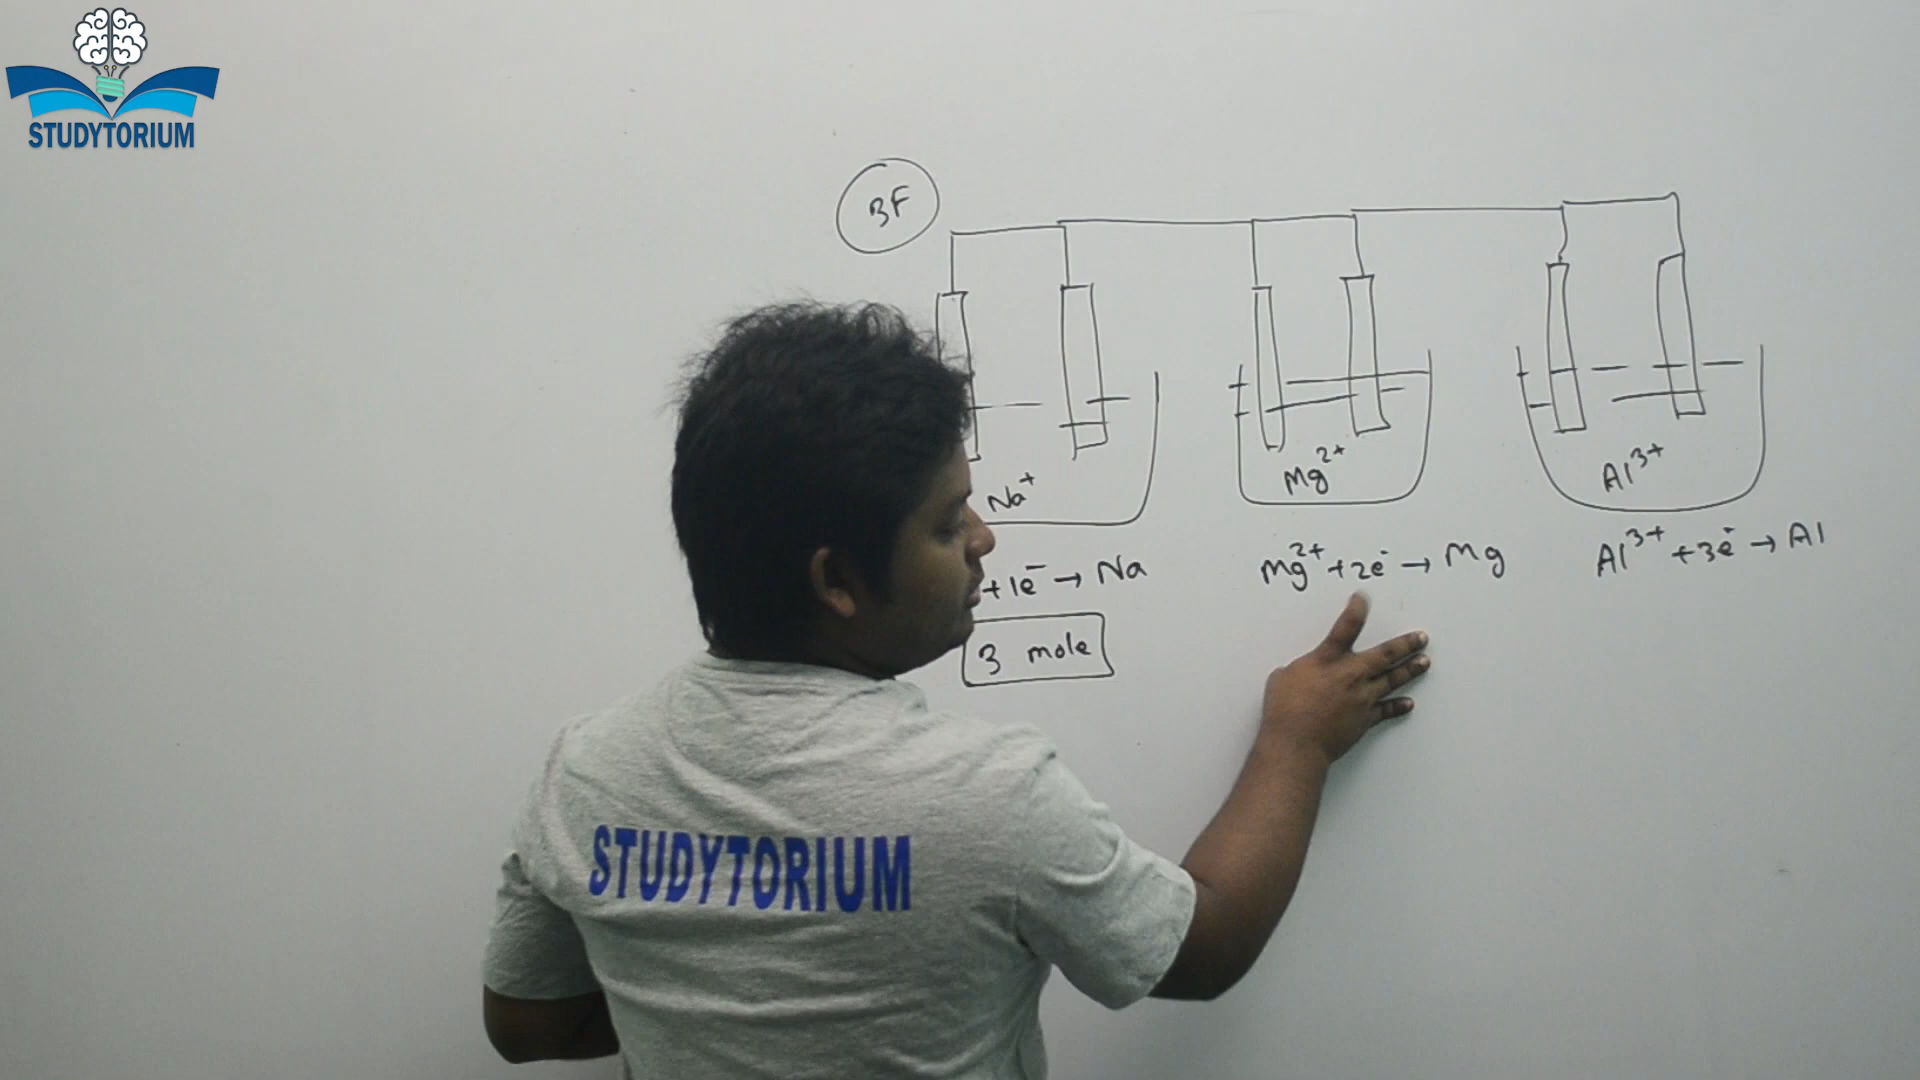 STUDYTORIUM
3F
Na⁺
Mg²⁺
Al³⁺
+1e⁻ → Na
Mg²⁺ + 2e⁻ → Mg
Al³⁺ + 3e⁻ → Al
3 mole
STUDYTORIUM